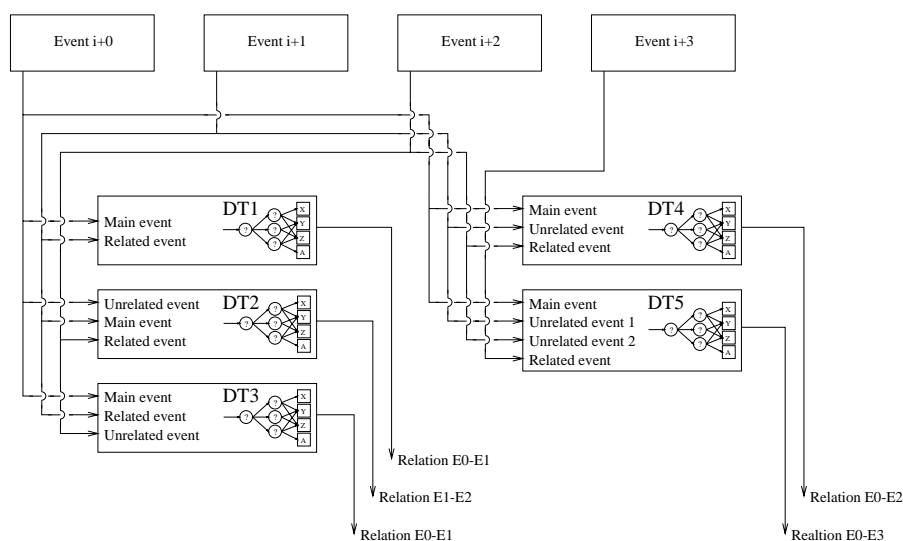 Event i+0
Event i+1
Event i+2
Event i+3
DT1
Main event
Related event
? ? ? ?
X
Y
Z
A
DT4
Main event
Unrelated event
Related event
? ? ? ?
X
Y
Z
A
DT2
Unrelated event
Main event
Related event
? ? ? ?
X
Y
Z
A
DT5
Main event
Unrelated event 1
Unrelated event 2
Related event
? ? ? ?
X
Y
Z
A
DT3
Main event
Related event
Unrelated event
? ? ? ?
X
Y
Z
A
Relation E0-E1
Relation E1-E2
Relation E0-E1
Relation E0-E2
Realtion E0-E3